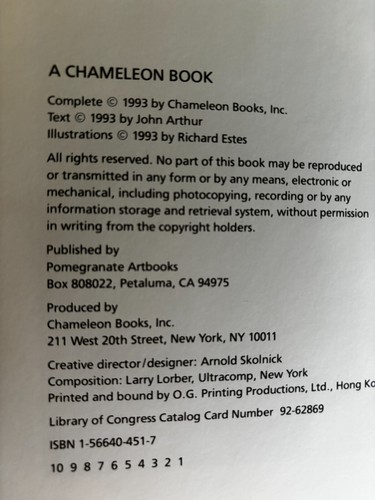 A CHAMELEON BOOK
Complete © 1993 by Chameleon Books, Inc.
Text © 1993 by John Arthur
Illustrations © 1993 by Richard Estes
All rights reserved. No part of this book may be reproduced
or transmitted in any form or by any means, electronic or
mechanical, including photocopying, recording or by any
information storage and retrieval system, without permission
in writing from the copyright holders.
Published by
Pomegranate Artbooks
Box 808022, Petaluma, CA 94975
Produced by
Chameleon Books, Inc.
211 West 20th Street, New York, NY 10011
Creative director/designer: Arnold Skolnick
Composition: Larry Lorber, Ultracomp, New York
Printed and bound by O.G. Printing Productions, Ltd., Hong
Library of Congress Catalog Card Number 92-62869
ISBN 1-56640-451-7
10 9 8 7 6 5 4 3 2 1